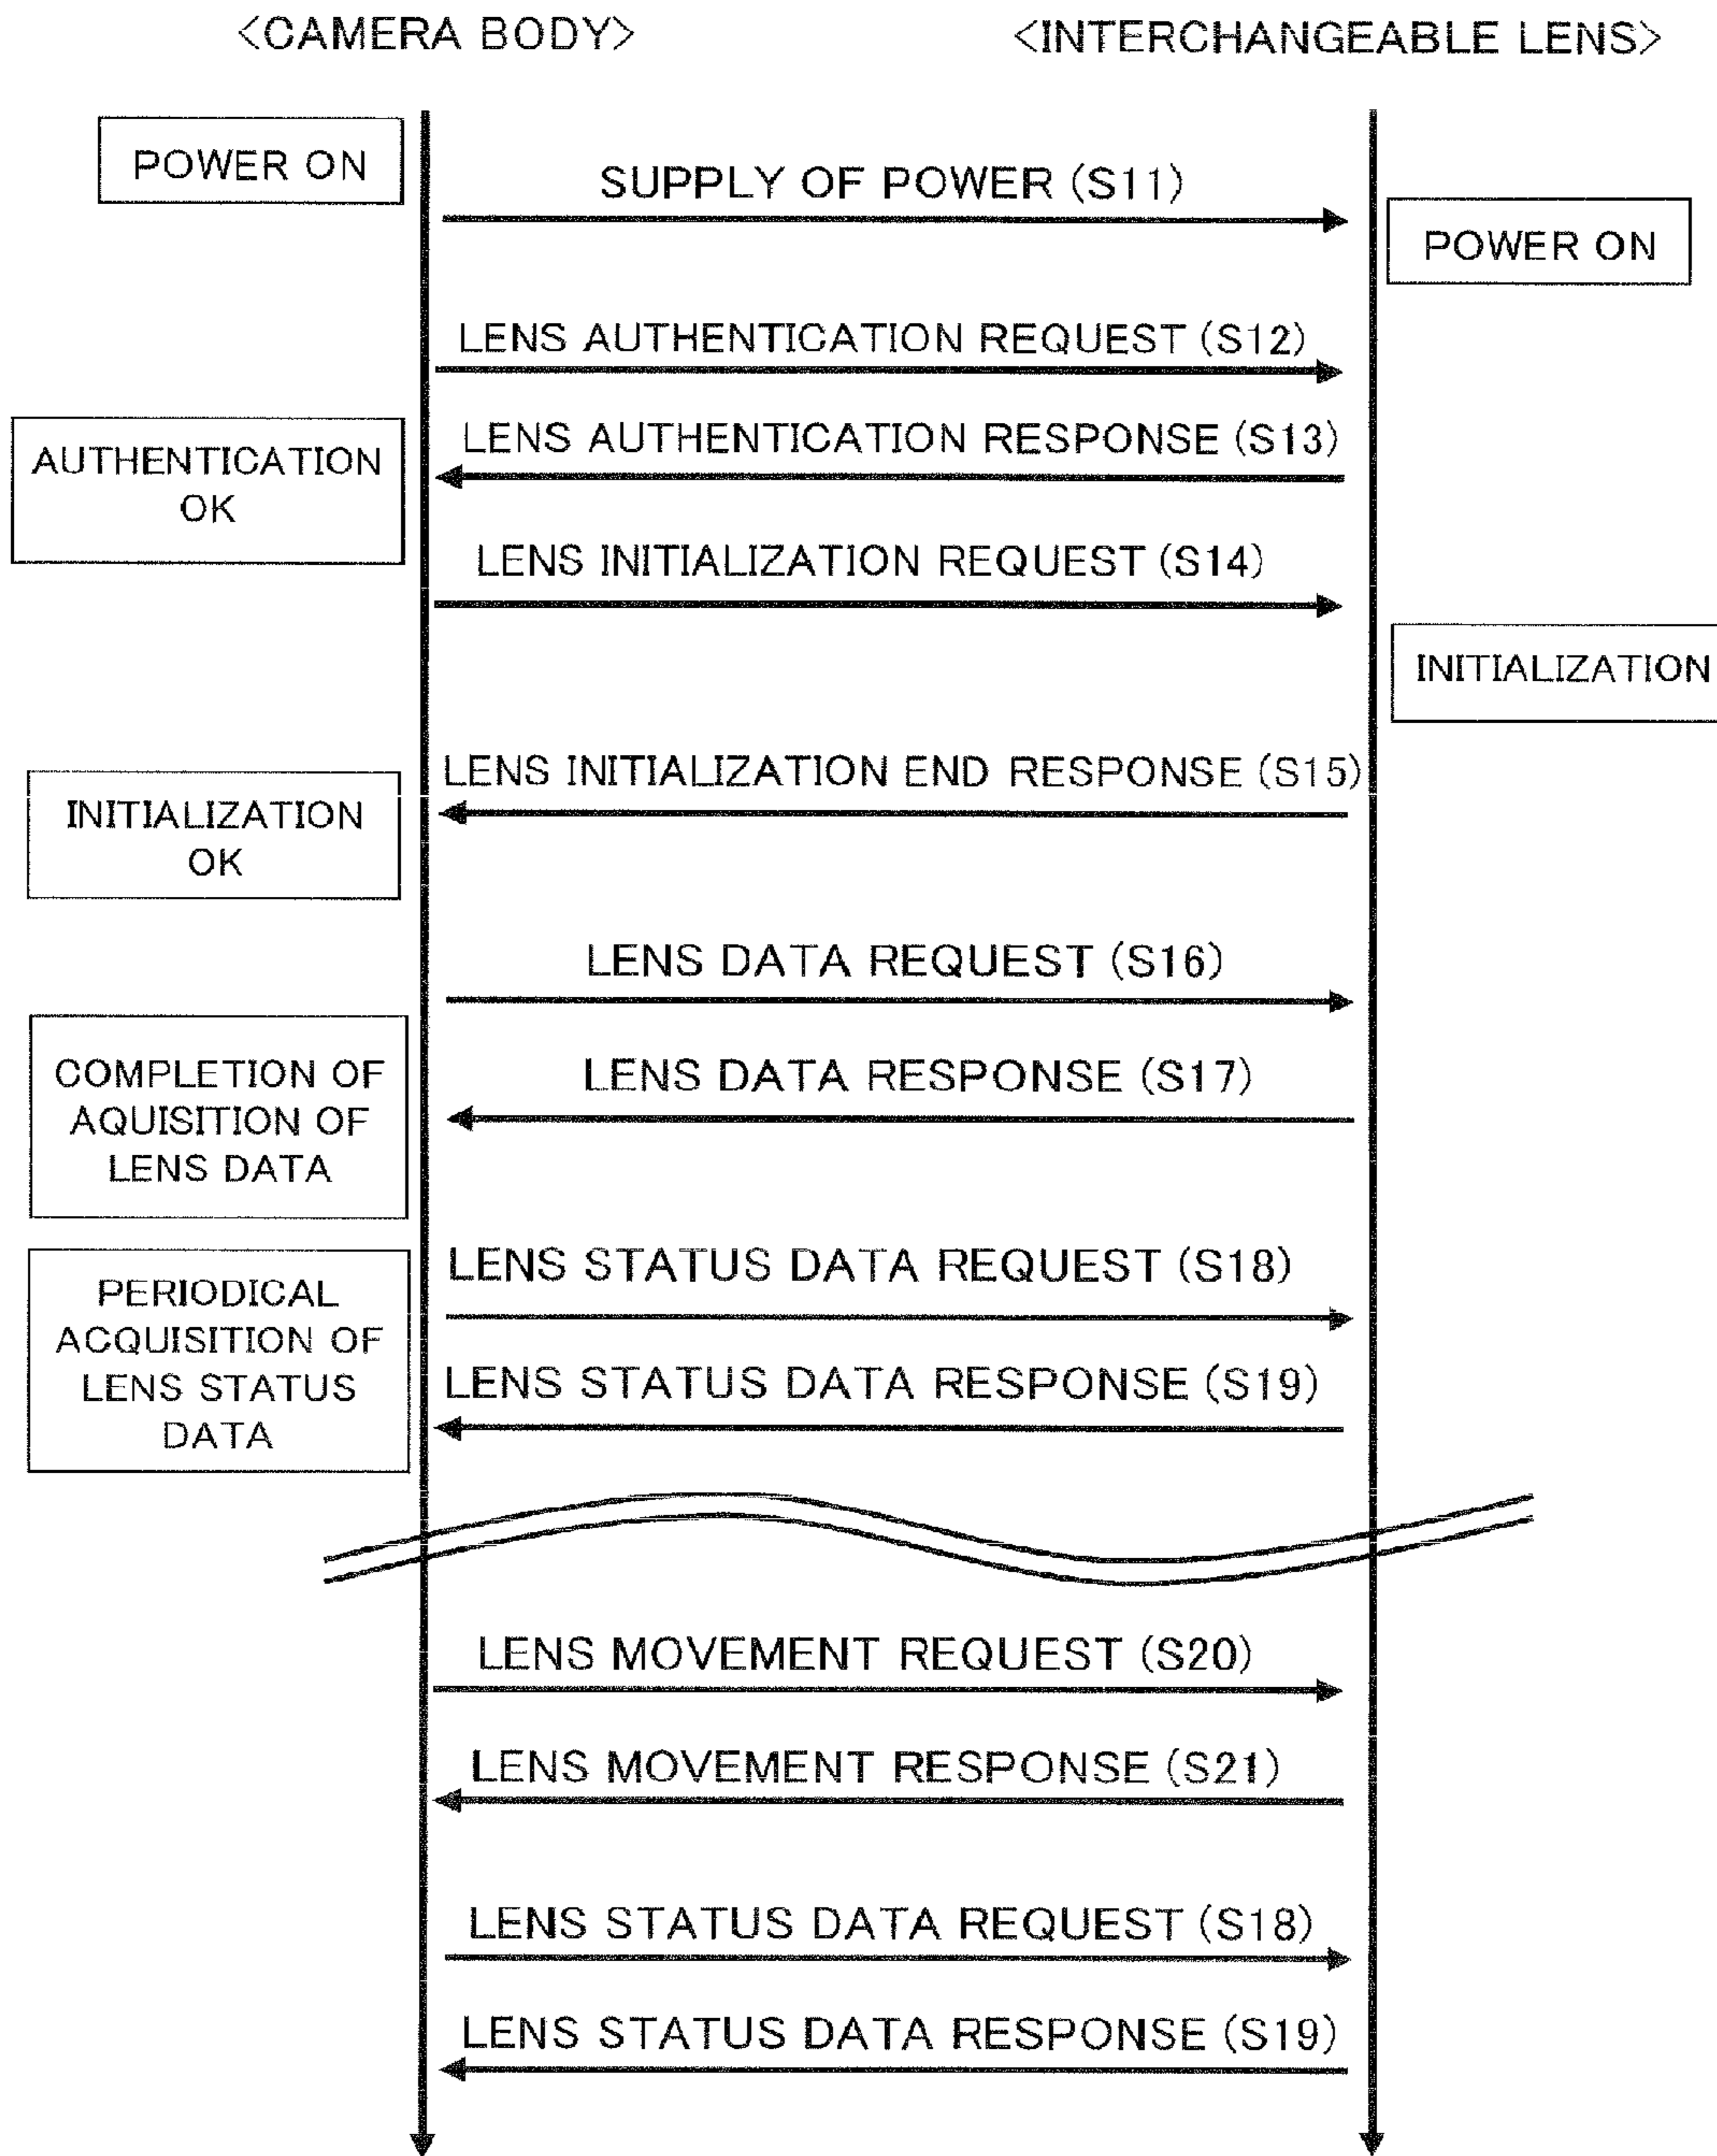 <CAMERA BODY>
<INTERCHANGEABLE LENS>
POWER ON
SUPPLY OF POWER (S11)
POWER ON
LENS AUTHENTICATION REQUEST (S12)
LENS AUTHENTICATION RESPONSE (S13)
AUTHENTICATION
OK
LENS INITIALIZATION REQUEST (S14)
INITIALIZATION
LENS INITIALIZATION END RESPONSE (S15)
INITIALIZATION
OK
LENS DATA REQUEST (S16)
LENS DATA RESPONSE (S17)
COMPLETION OF
AQUISITION OF
LENS DATA
LENS STATUS DATA REQUEST (S18)
PERIODICAL
ACQUISITION OF
LENS STATUS
DATA
LENS STATUS DATA RESPONSE (S19)
LENS MOVEMENT REQUEST (S20)
LENS MOVEMENT RESPONSE (S21)
LENS STATUS DATA REQUEST (S18)
LENS STATUS DATA RESPONSE (S19)